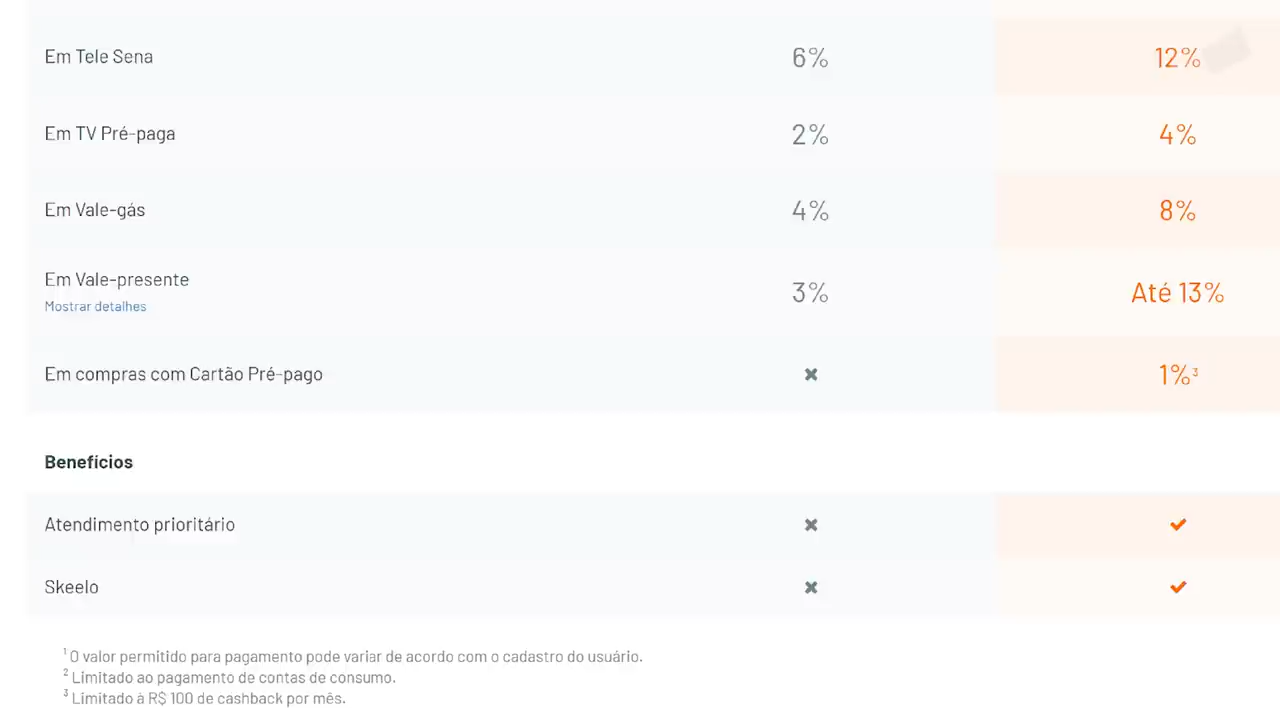 Em Tele Sena 6% 12%
Em TV Pré-paga 2% 4%
Em Vale-gás 4% 8%
Em Vale-presente 3% Até 13%
Mostrar detalhes
Em compras com Cartão Pré-pago ✖ 1%³
Benefícios
Atendimento prioritário ✖ ✔
Skeelo ✖ ✔
¹ O valor permitido para pagamento pode variar de acordo com o cadastro do usuário.
² Limitado ao pagamento de contas de consumo.
³ Limitado à R$ 100 de cashback por mês.